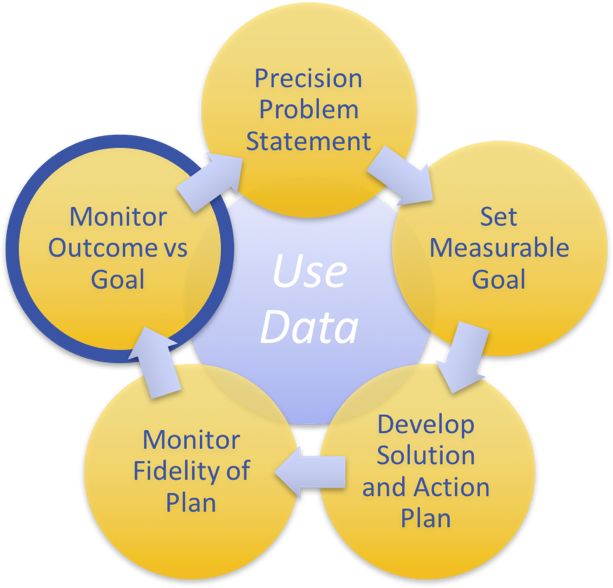 Precision
Problem
Statement
Set
Measurable
Goal
Develop
Solution
and Action
Plan
Monitor
Fidelity of
Plan
Monitor
Outcome vs
Goal
Use
Data